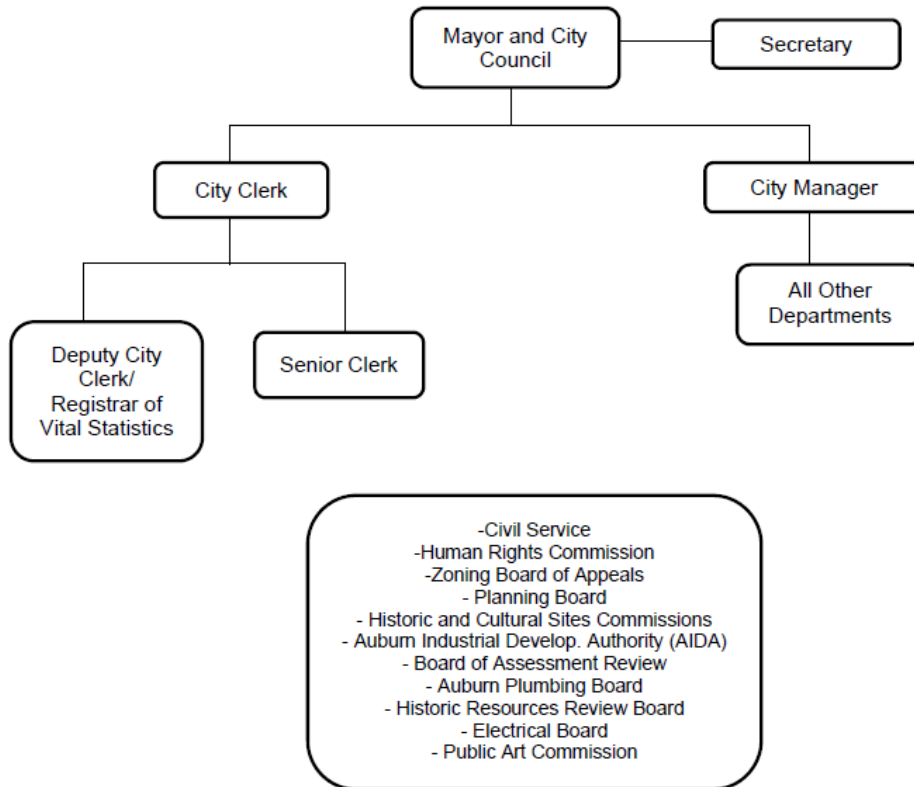 Mayor and City
Council
Secretary
City Clerk
City Manager
All Other
Departments
Deputy City
Clerk/
Registrar of
Vital Statistics
Senior Clerk
-Civil Service
-Human Rights Commission
-Zoning Board of Appeals
- Planning Board
- Historic and Cultural Sites Commissions
- Auburn Industrial Develop. Authority (AIDA)
- Board of Assessment Review
- Auburn Plumbing Board
- Historic Resources Review Board
- Electrical Board
- Public Art Commission